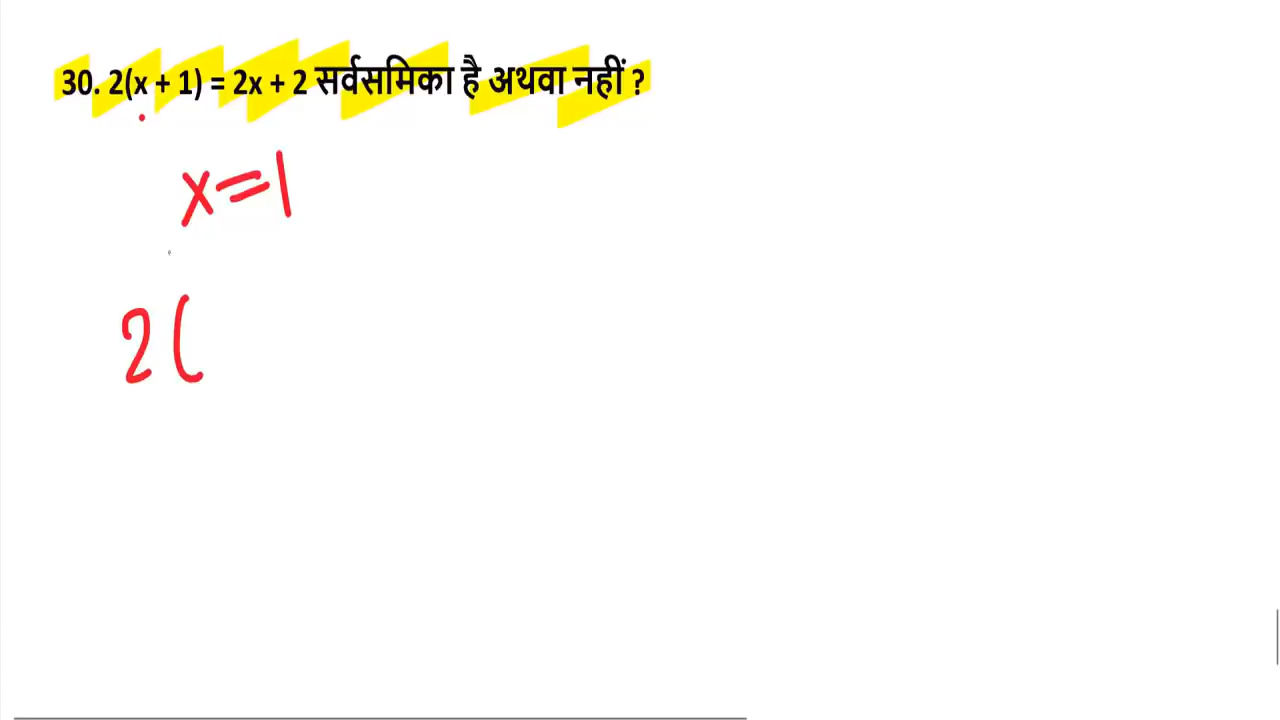 30. 2(x + 1) = 2x + 2 सर्वसमिका है अथवा नहीं ?
x=1
2(